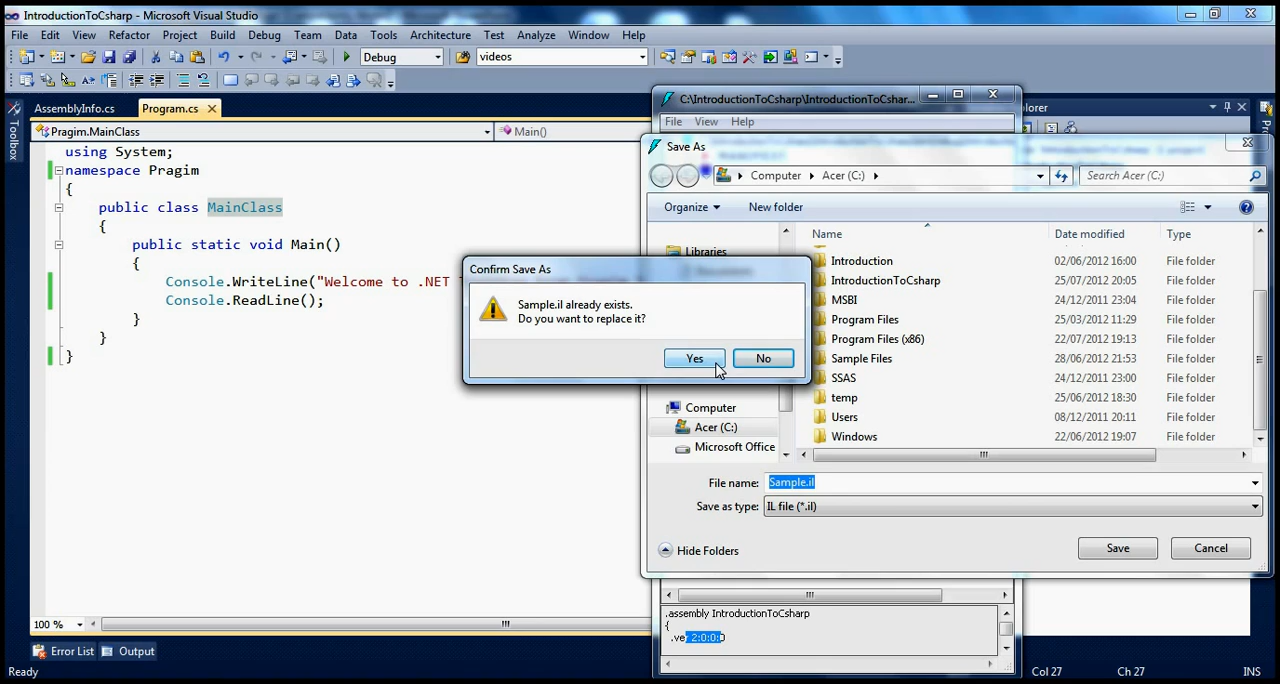 IntroductionToCsharp - Microsoft Visual Studio
File Edit View Refactor Project Build Debug Team Data Tools Architecture Test Analyze Window Help
Debug videos
AssemblyInfo.cs Program.cs
Pragim.MainClass Main()
Toolbox
using System;
namespace Pragim
{
public class MainClass
{
public static void Main()
{
Console.WriteLine("Welcome to .NET
Console.ReadLine();
}
}
}
100 %
Error List Output
Ready Col 27 Ch 27 INS
C:\IntroductionToCsharp\IntroductionToCshar...
File View Help
Save As
Computer Acer (C:) Search Acer (C:)
Organize New folder
Libraries
Name Date modified Type
Introduction 02/06/2012 16:00 File folder
IntroductionToCsharp 25/07/2012 20:05 File folder
MSBI 24/12/2011 23:04 File folder
Program Files 25/03/2012 11:29 File folder
Program Files (x86) 22/07/2012 19:13 File folder
Sample Files 28/06/2012 21:53 File folder
SSAS 24/12/2011 23:00 File folder
temp 25/06/2012 18:30 File folder
Users 08/12/2011 20:11 File folder
Windows 22/06/2012 19:07 File folder
Computer
Acer (C:)
Microsoft Office
File name: Sample.il
Save as type: IL file (*.il)
Hide Folders Save Cancel
Confirm Save As
Sample.il already exists.
Do you want to replace it?
Yes No
.assembly IntroductionToCsharp
{
.ver 2:0:0:0